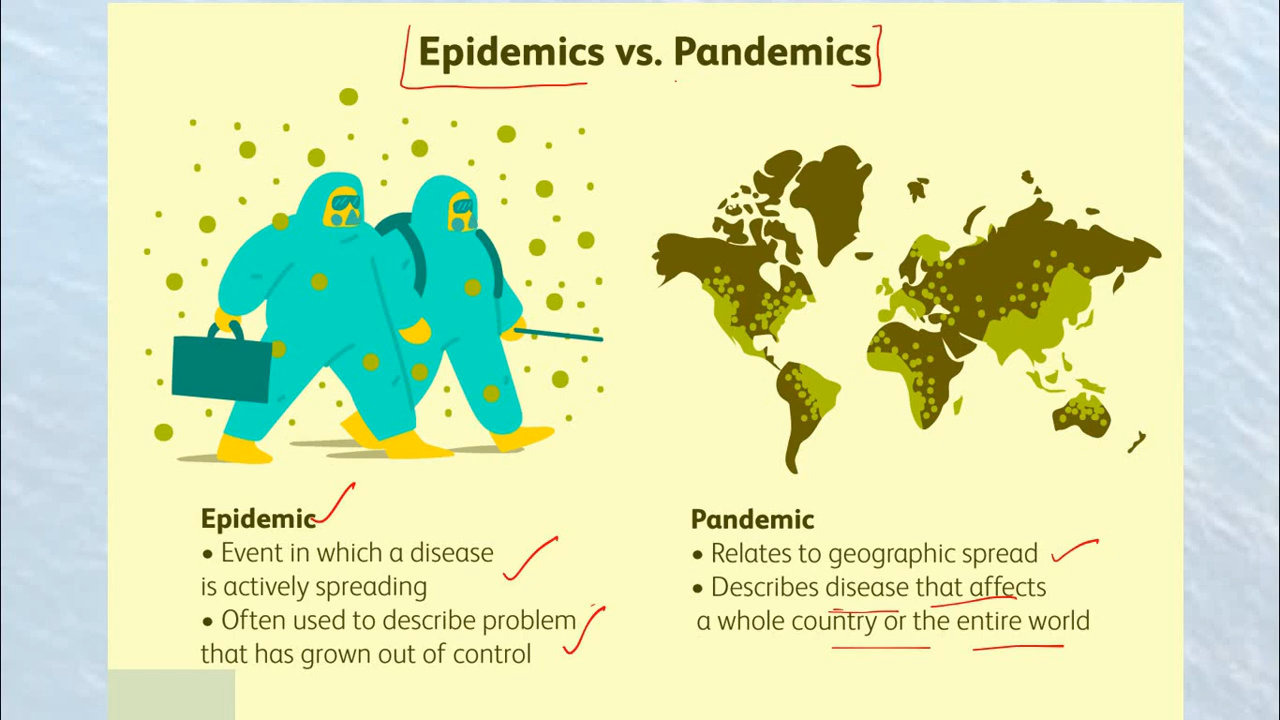 Epidemics vs. Pandemics
Epidemic
• Event in which a disease
is actively spreading
• Often used to describe problem
that has grown out of control
Pandemic
• Relates to geographic spread
• Describes disease that affects
a whole country or the entire world